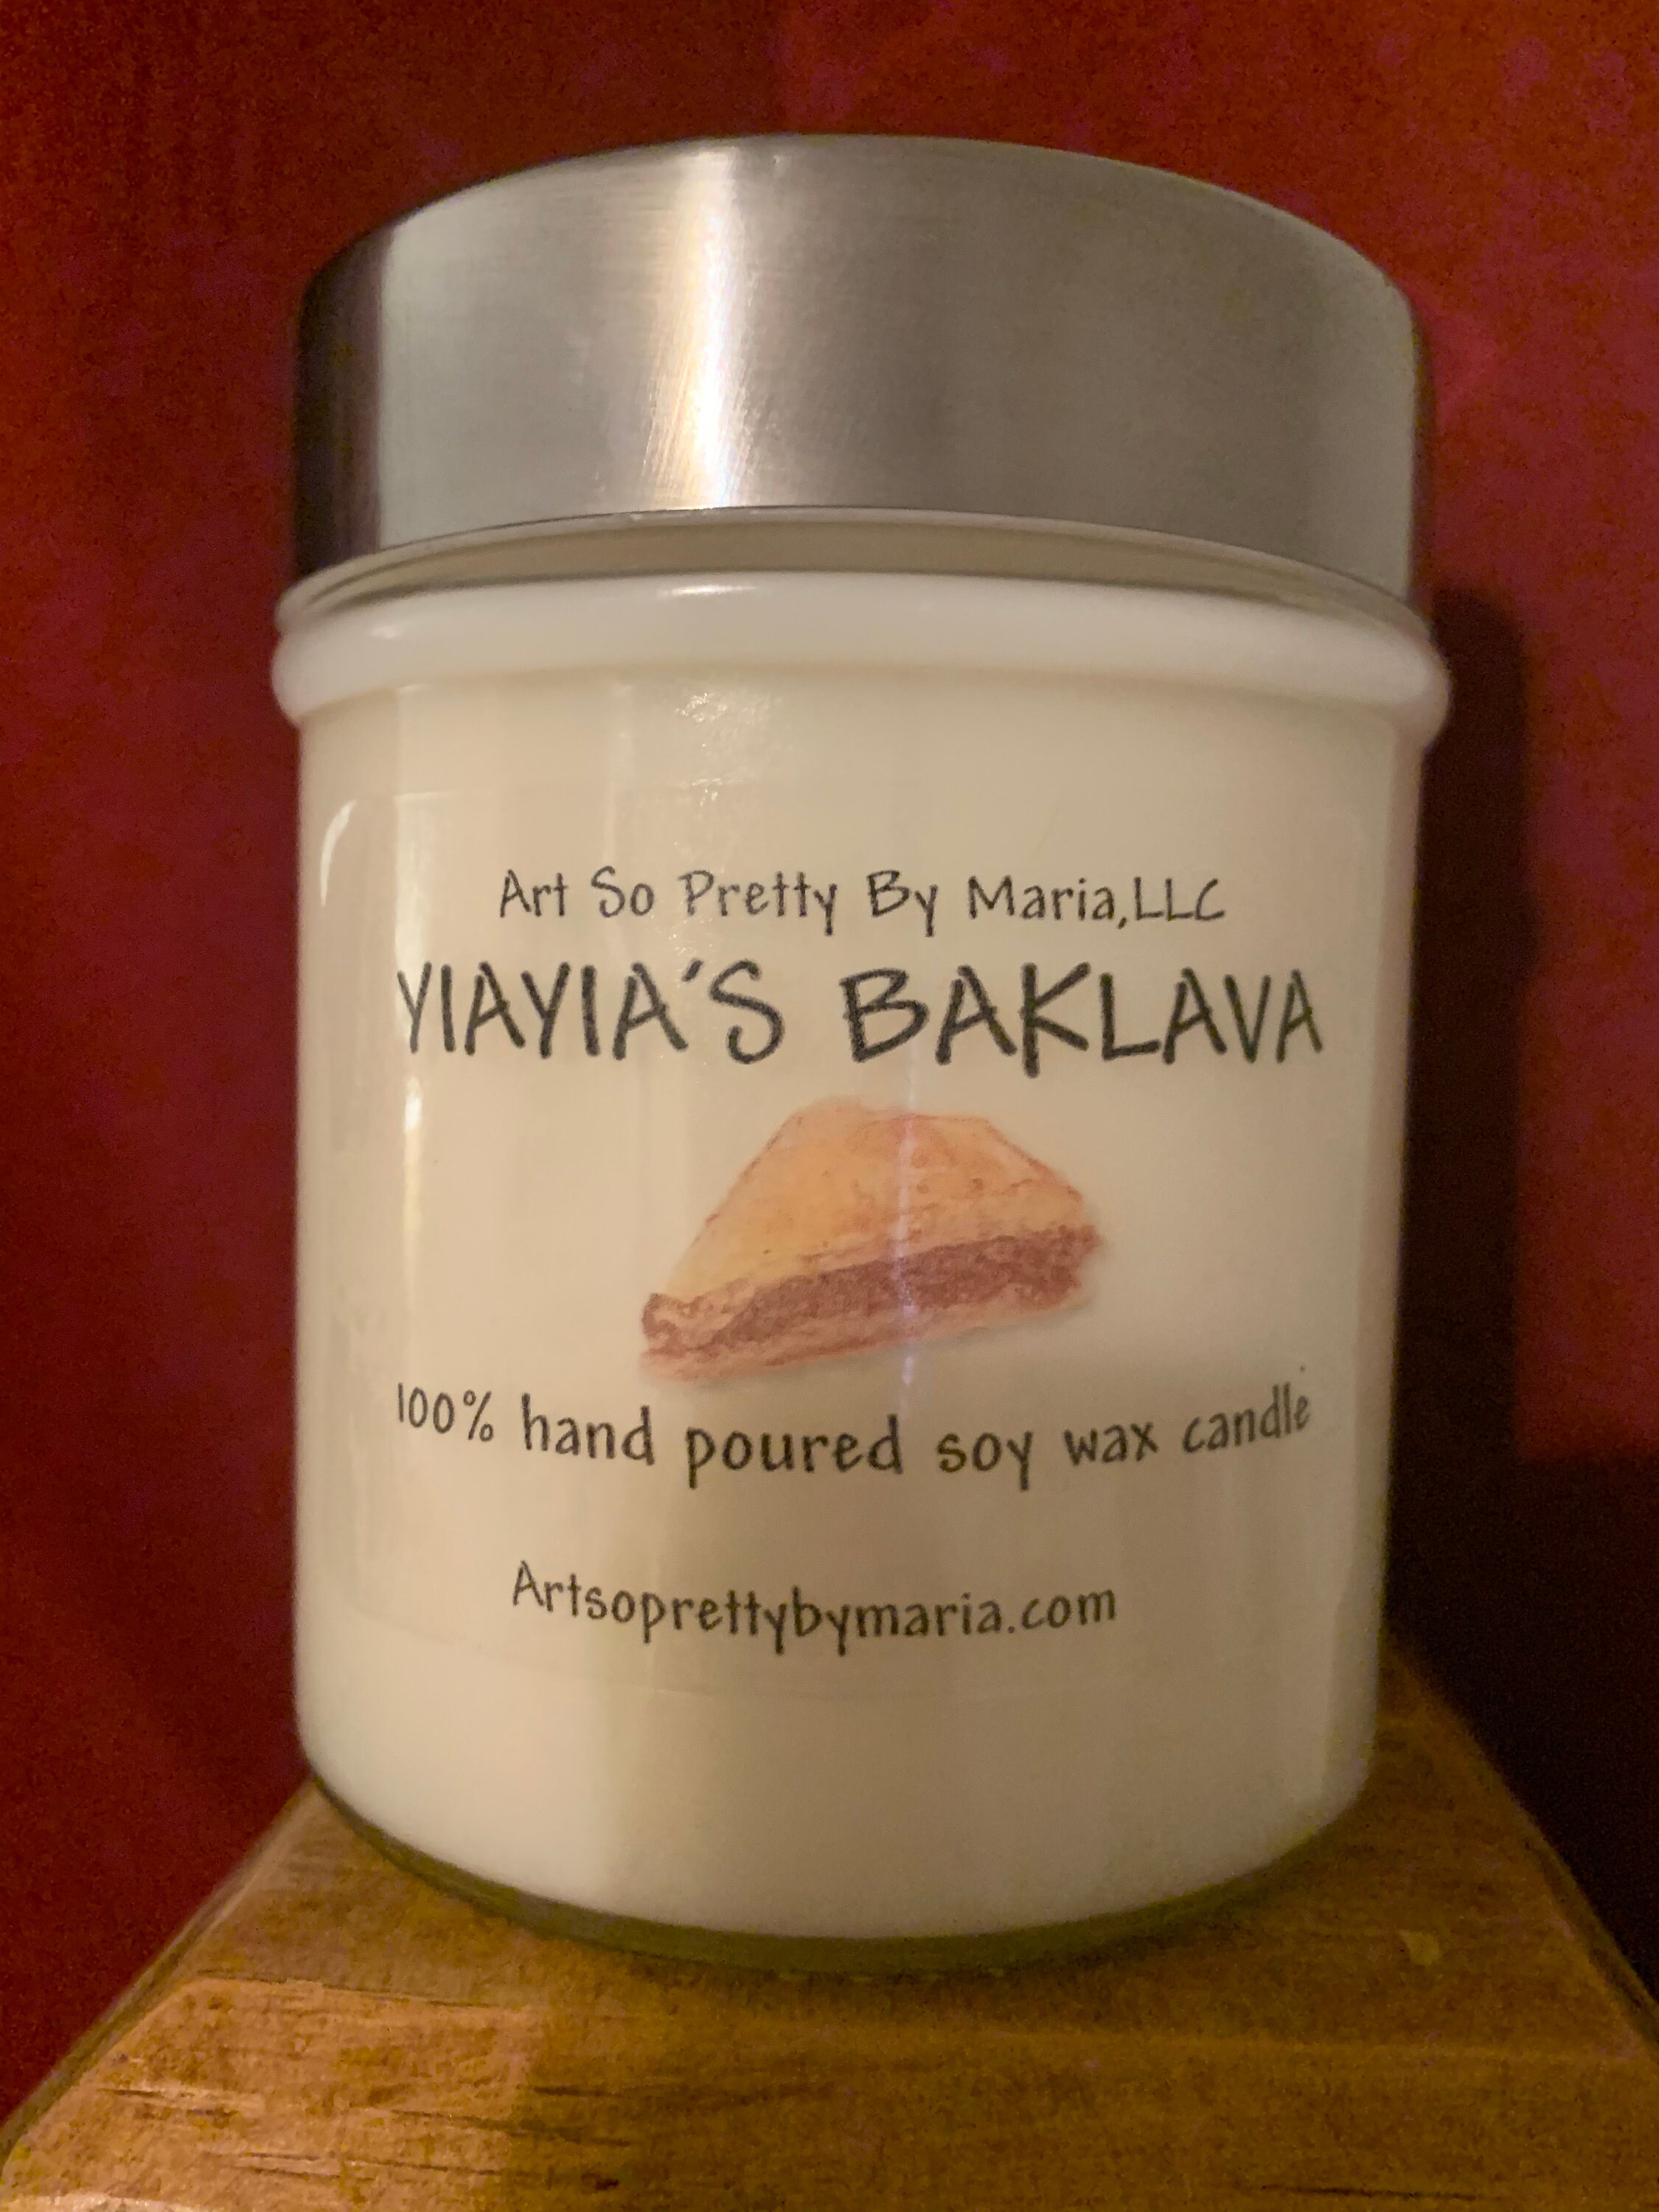 Art So Pretty By Maria,LLC
YIAYIA'S BAKLAVA
100% hand poured soy wax candle
Artsoprettybymaria.com